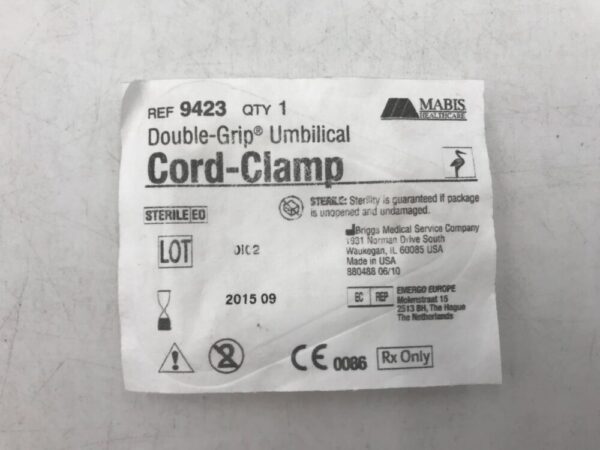 REF 9423 QTY 1
MABIS
HEALTHCARE
Double-Grip® Umbilical
Cord-Clamp
STERILE: Sterility is guaranteed if package
is unopened and undamaged.
STERILE EO
Briggs Medical Service Company
1931 Norman Drive South
Waukegan, IL 60085 USA
Made in USA
880488 06/10
LOT
2015 09
EC REP
EMERGO EUROPE
Molenstraat 15
2513 BH, The Hague
The Netherlands
2
CE 0086
Rx Only